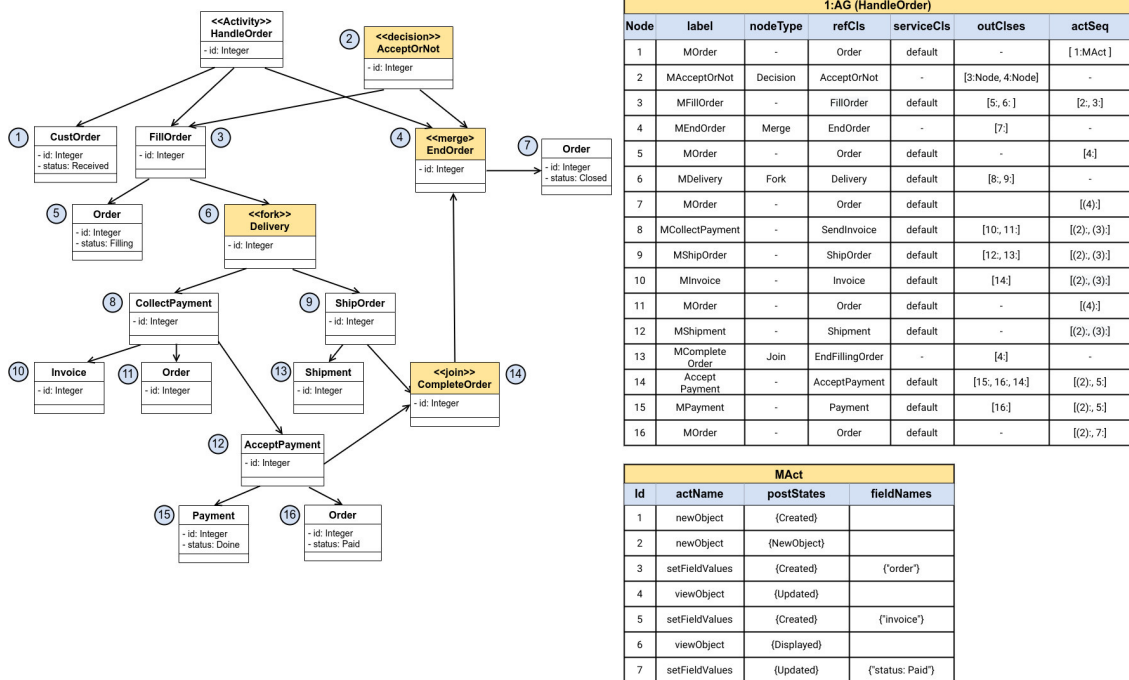 <<Activity>>
HandleOrder
- id: Integer
2
<<decision>>
AcceptOrNot
- id: Integer
1
CustOrder
- id: Integer
- status: Received
FillOrder
- id: Integer
3
4
<<merge>
EndOrder
- id: Integer
7
Order
- id: Integer
- status: Closed
5
Order
- id: Integer
- status: Filling
6
<<fork>>
Delivery
- id: Integer
8
CollectPayment
- id: Integer
9
ShipOrder
- id: Integer
10
Invoice
- id: Integer
11
Order
- id: Integer
13
Shipment
- id: Integer
<<join>>
CompleteOrder
- id: Integer
14
12
AcceptPayment
- id: Integer
15
Payment
- id: Integer
- status: Doine
16
Order
- id: Integer
- status: Paid
1:AG (HandleOrder)
Node label nodeType refCls serviceCls outClses actSeq
1 MOrder - Order default - [ 1:MAct ]
2 MAcceptOrNot Decision AcceptOrNot - [3:Node, 4:Node] -
3 MFillOrder - FillOrder default [5:, 6: ] [2:, 3:]
4 MEndOrder Merge EndOrder - [7:] -
5 MOrder - Order default - [4:]
6 MDelivery Fork Delivery default [8:, 9:] -
7 MOrder - Order default [(4):]
8 MCollectPayment - SendInvoice default [10:, 11:] [(2):, (3):]
9 MShipOrder - ShipOrder default [12:, 13:] [(2):, (3):]
10 MInvoice - Invoice default [14:] [(2):, (3):]
11 MOrder - Order default - [(4):]
12 MShipment - Shipment default [(2):, (3):]
13 MComplete Order Join EndFillingOrder - [4:] -
14 Accept Payment - AcceptPayment default [15:, 16:, 14:] [(2):, 5:]
15 MPayment - Payment default [16:] [(2):, 5:]
16 MOrder - Order default - [(2):, 7:]
MAct
Id actName postStates fieldNames
1 newObject {Created}
2 newObject {NewObject}
3 setFieldValues {Created} {"order"}
4 viewObject {Updated}
5 setFieldValues {Created} {"invoice"}
6 viewObject {Displayed}
7 setFieldValues {Updated} {"status: Paid"}